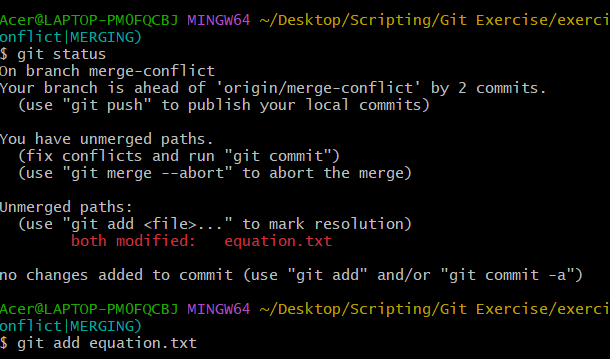 Acer@LAPTOP-PM0FQCBJ MINGW64 ~/Desktop/Scripting/Git Exercise/exerci
onflict|MERGING)
$ git status
On branch merge-conflict
Your branch is ahead of 'origin/merge-conflict' by 2 commits.
  (use "git push" to publish your local commits)

You have unmerged paths.
  (fix conflicts and run "git commit")
  (use "git merge --abort" to abort the merge)

Unmerged paths:
  (use "git add <file>..." to mark resolution)
        both modified:   equation.txt

no changes added to commit (use "git add" and/or "git commit -a")

Acer@LAPTOP-PM0FQCBJ MINGW64 ~/Desktop/Scripting/Git Exercise/exerci
onflict|MERGING)
$ git add equation.txt